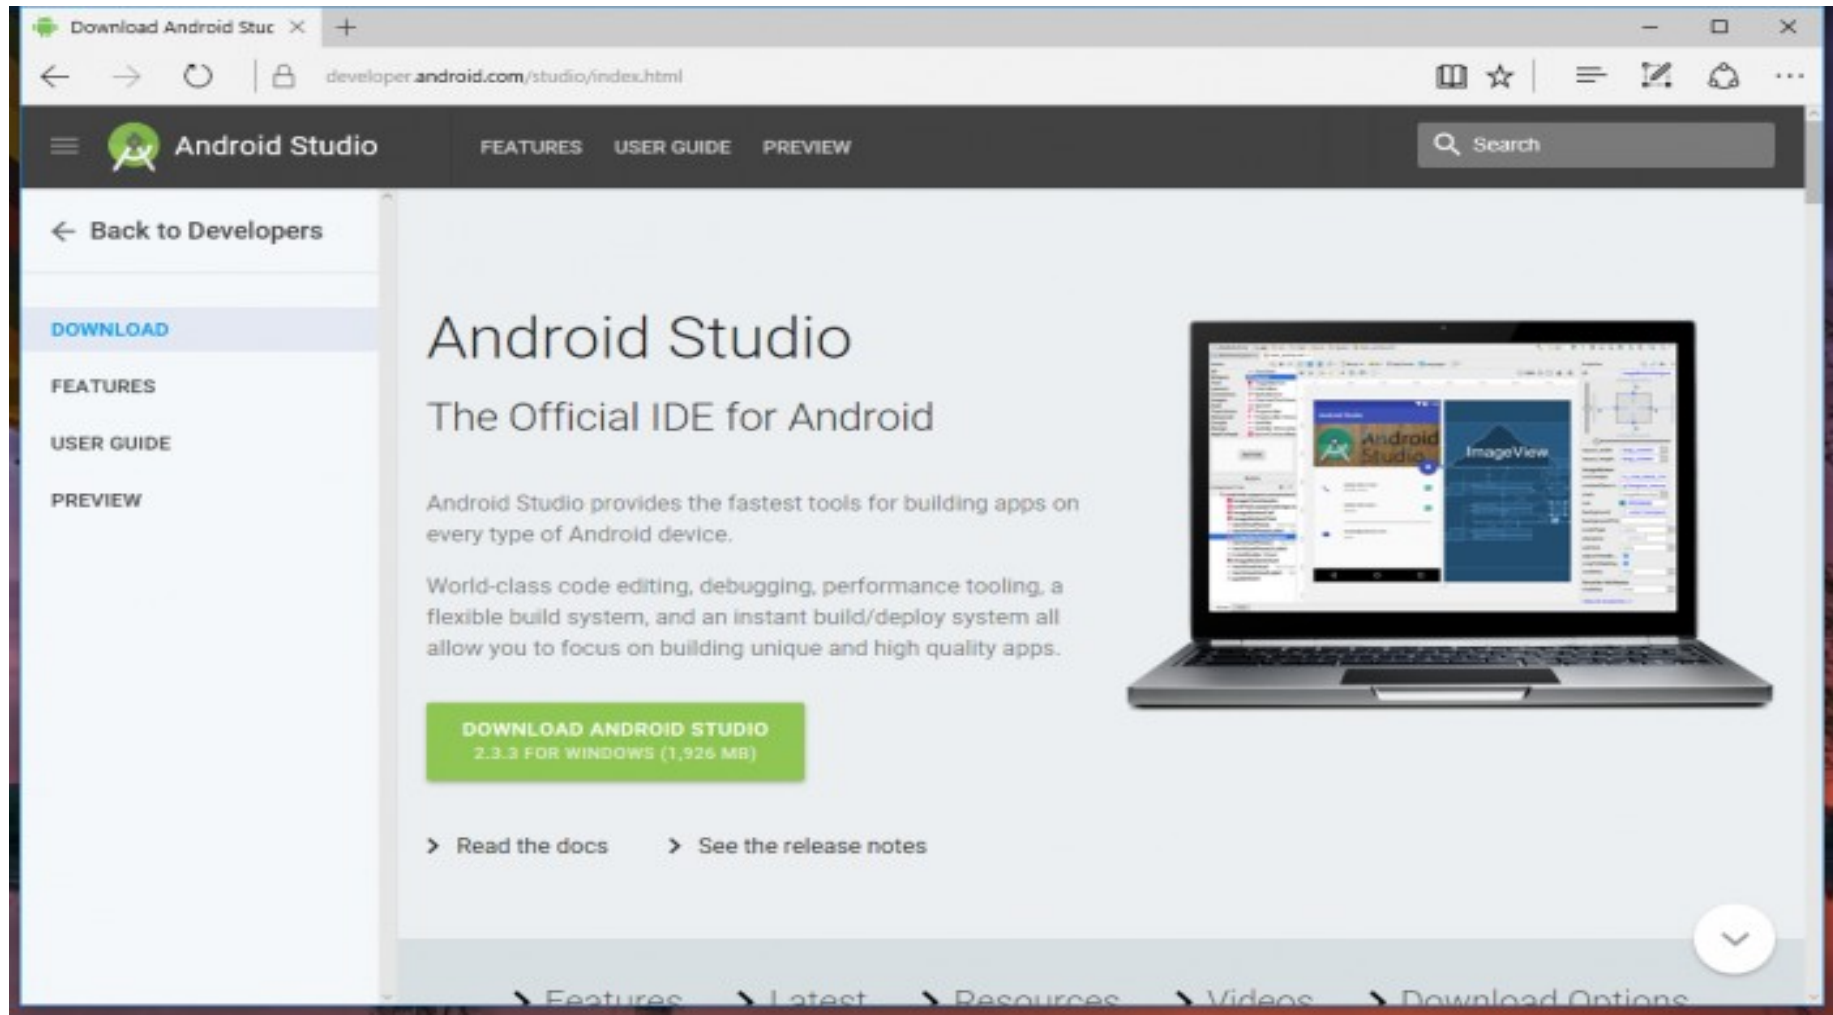 Download Android Stuc
developer.android.com/studio/index.html
Android Studio
FEATURES
USER GUIDE
PREVIEW
Search
Back to Developers
DOWNLOAD
FEATURES
USER GUIDE
PREVIEW
Android Studio
The Official IDE for Android
Android Studio provides the fastest tools for building apps on
every type of Android device.
World-class code editing, debugging, performance tooling, a
flexible build system, and an instant build/deploy system all
allow you to focus on building unique and high quality apps.
DOWNLOAD ANDROID STUDIO
2.3.3 FOR WINDOWS (1,926 MB)
Read the docs
See the release notes
Android Studio
Android
Studio
ImageView
Features
Latest
Resources
Videos
Download Options